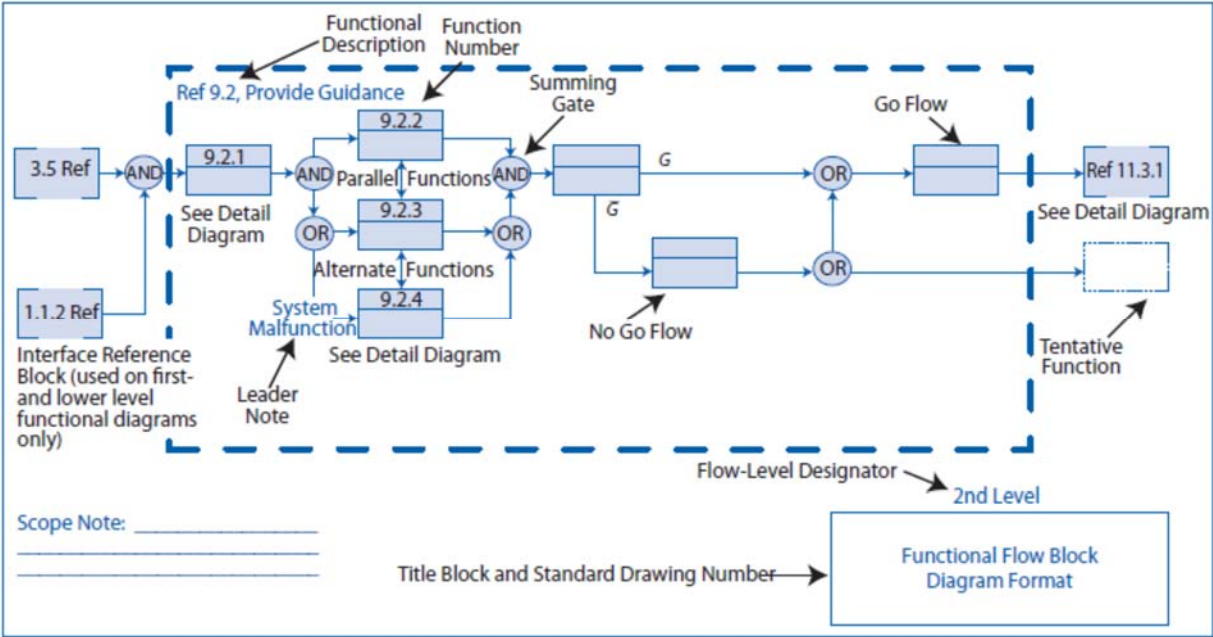 Functional
Description
Function
Number
Summing
Gate
Go Flow
Ref 9.2, Provide Guidance
9.2.2
3.5 Ref
AND
9.2.1
AND
Parallel Functions
AND
G
OR
Ref 11.3.1
See Detail
Diagram
9.2.3
G
See Detail Diagram
OR
OR
Alternate Functions
OR
1.1.2 Ref
System
Malfunction
9.2.4
See Detail Diagram
No Go Flow
Tentative
Function
Interface Reference
Block (used on first-
and lower level
functional diagrams
only)
Leader
Note
Flow-Level Designator
2nd Level
Scope Note:
Title Block and Standard Drawing Number
Functional Flow Block
Diagram Format